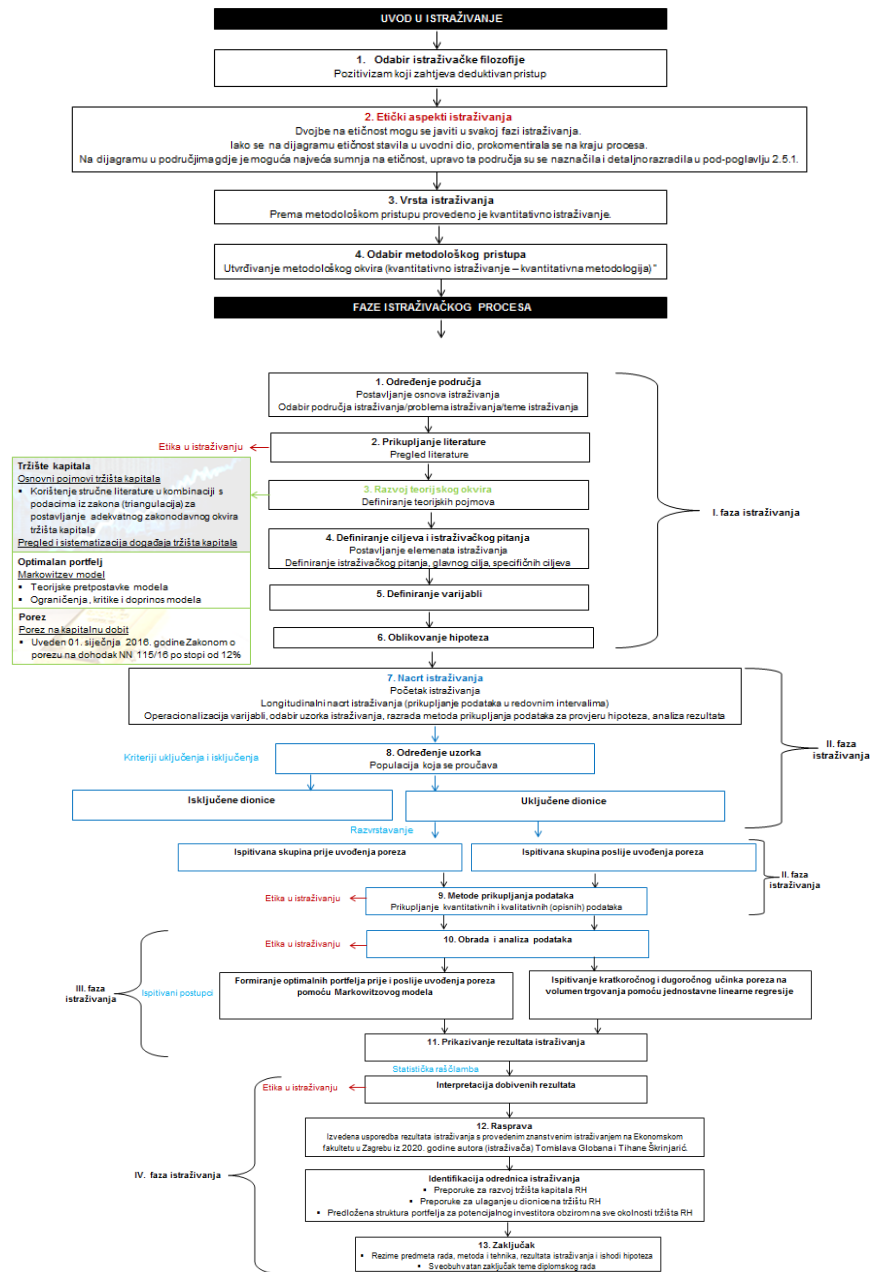 UVOD U ISTRAŽIVANJE
1. Odabir istraživačke filozofije
Pozitivizam koji zahtjeva deduktivan pristup
2. Etički aspekti istraživanja
Dvojbe na etičnost mogu se javiti u svakoj fazi istraživanja.
Iako se na dijagramu etičnost stavila u uvodni dio, prokomentirala se na kraju procesa.
Na dijagramu u područjima gdje je moguća najveća sumnja na etičnost, upravo ta područja su se naznačila i detaljno razradila u pod-poglavlju 2.5.1.
3. Vrsta istraživanja
Prema metodološkom pristupu provedeno je kvantitativno istraživanje.
4. Odabir metodološkog pristupa
Utvrđivanje metodološkog okvira (kvantitativno istraživanje – kvantitativna metodologija) "
FAZE ISTRAŽIVAČKOG PROCESA
1. Određenje područja
Postavljanje osnova istraživanja
Odabir područja istraživanja/problema istraživanja/teme istraživanja
Etika u istraživanju
2. Prikupljanje literature
Pregled literature
3. Razvoj teorijskog okvira
Definiranje teorijskih pojmova
I. faza istraživanja
4. Definiranje ciljeva i istraživačkog pitanja
Postavljanje elemenata istraživanja
Definiranje istraživačkog pitanja, glavnog cilja, specifičnih ciljeva
5. Definiranje varijabli
6. Oblikovanje hipoteza
Tržište kapitala
Osnovni pojmovi tržišta kapitala
▪ Korištenje stručne literature u kombinaciji s
podacima iz zakona (triangulacija) za
postavljanje adekvatnog zakonodavnog okvira
tržišta kapitala
Pregled i sistematizacija događaja tržišta kapitala
Optimalan portfelj
Markowitzev model
▪ Teorijske pretpostavke modela
▪ Ograničenja, kritike i doprinos modela
Porez
Porez na kapitalnu dobit
▪ Uveden 01. siječnja 2016. godine Zakonom o
porezu na dohodak NN 115/16 po stopi od 12%
7. Nacrt istraživanja
Početak istraživanja
Longitudinalni nacrt istraživanja (prikupljanje podataka u redovnim intervalima)
Operacionalizacija varijabli, odabir uzorka istraživanja, razrada metoda prikupljanja podataka za provjeru hipoteza, analiza rezultata
II. faza
istraživanja
Kriteriji uključenja i isključenja
8. Određenje uzorka
Populacija koja se proučava
Isključene dionice
Uključene dionice
Razvrstavanje
Ispitivana skupina prije uvođenja poreza
Ispitivana skupina poslije uvođenja poreza
II. faza
istraživanja
Etika u istraživanju
9. Metode prikupljanja podataka
Prikupljanje kvantitativnih i kvalitativnih (opisnih) podataka
Etika u istraživanju
10. Obrada i analiza podataka
III. faza
istraživanja
Ispitivani postupci
Formiranje optimalnih portfelja prije i poslije uvođenja poreza
pomoću Markowitzovog modela
Ispitivanje kratkoročnog i dugoročnog učinka poreza na
volumen trgovanja pomoću jednostavne linearne regresije
11. Prikazivanje rezultata istraživanja
Statistička raščlamba
Etika u istraživanju
Interpretacija dobivenih rezultata
12. Rasprava
Izvedena usporedba rezultata istraživanja s provedenim znanstvenim istraživanjem na Ekonomskom
fakultetu u Zagrebu iz 2020. godine autora (istraživača) Tomislava Globana i Tihane Škrinjarić.
IV. faza istraživanja
Identifikacija odrednica istraživanja
▪ Preporuke za razvoj tržišta kapitala RH
▪ Preporuke za ulaganje u dionice na tržištu RH
▪ Predložena struktura portfelja za potencijalnog investitora obzirom na sve okolnosti tržišta RH
13. Zaključak
▪ Rezime predmeta rada, metoda i tehnika, rezultata istraživanja i ishodi hipoteza
▪ Sveobuhvatan zaključak teme diplomskog rada